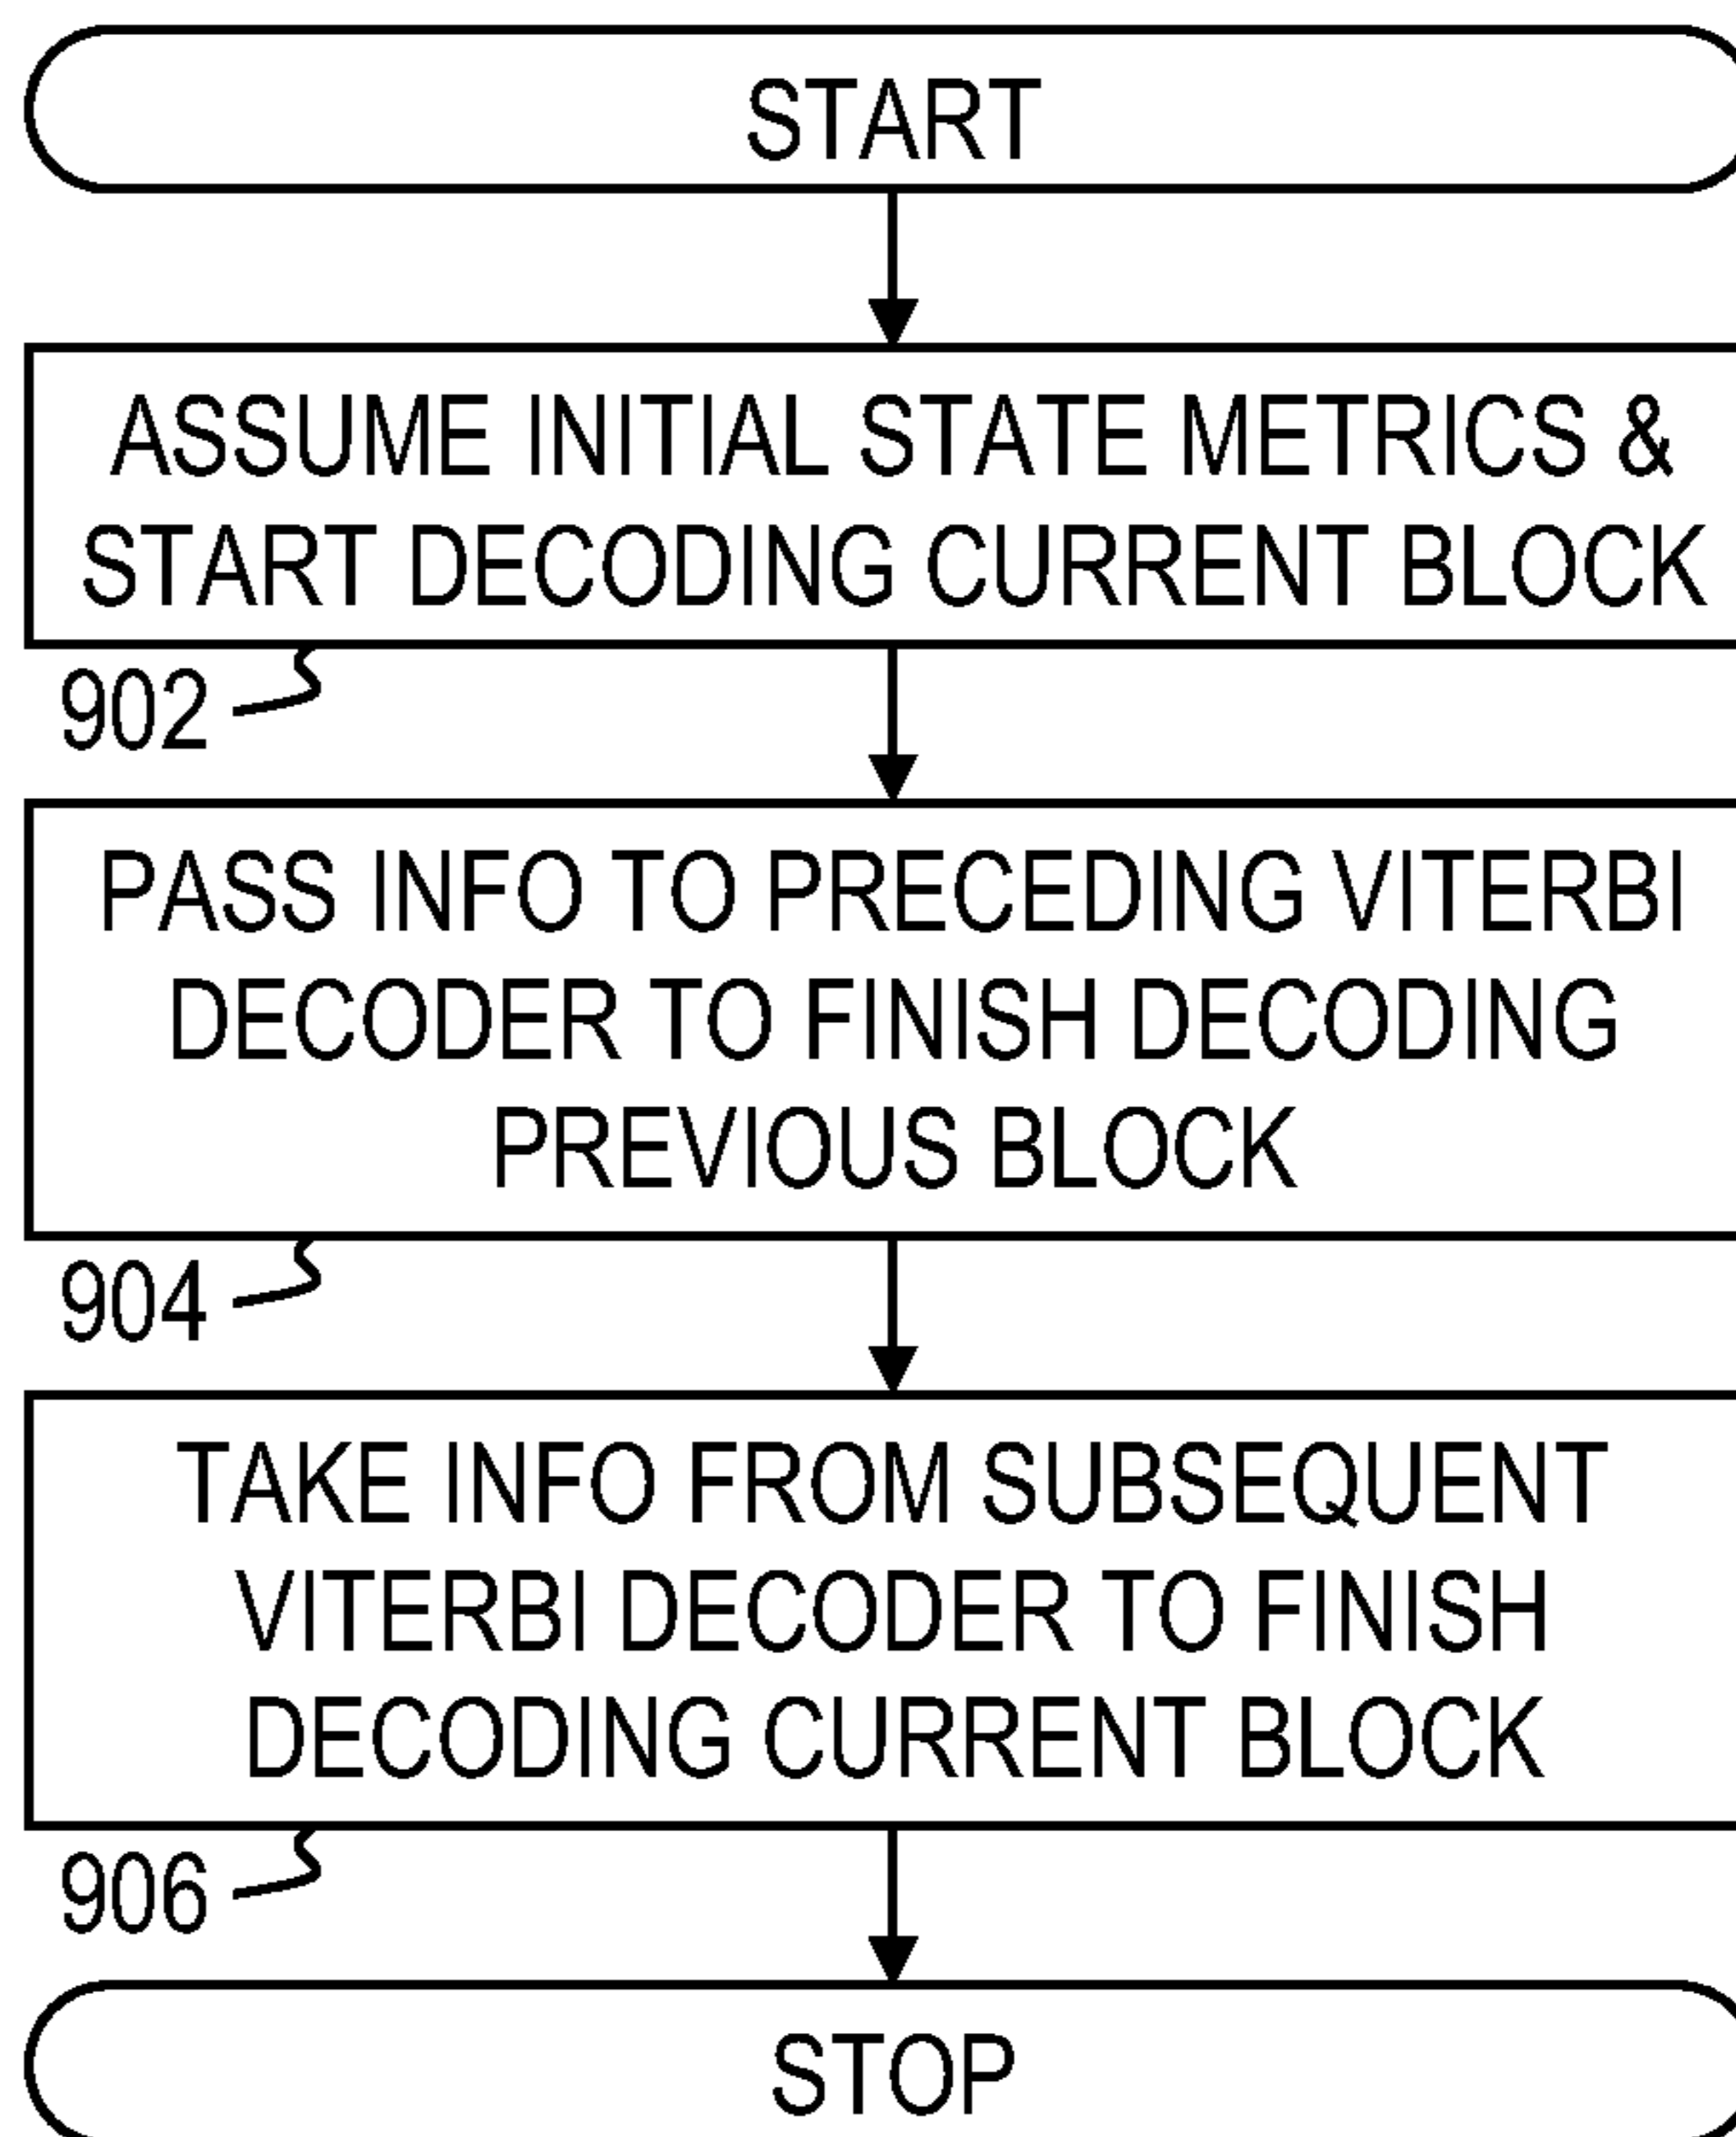 START
ASSUME INITIAL STATE METRICS &
START DECODING CURRENT BLOCK
902
PASS INFO TO PRECEDING VITERBI
DECODER TO FINISH DECODING
PREVIOUS BLOCK
904
TAKE INFO FROM SUBSEQUENT
VITERBI DECODER TO FINISH
DECODING CURRENT BLOCK
906
STOP